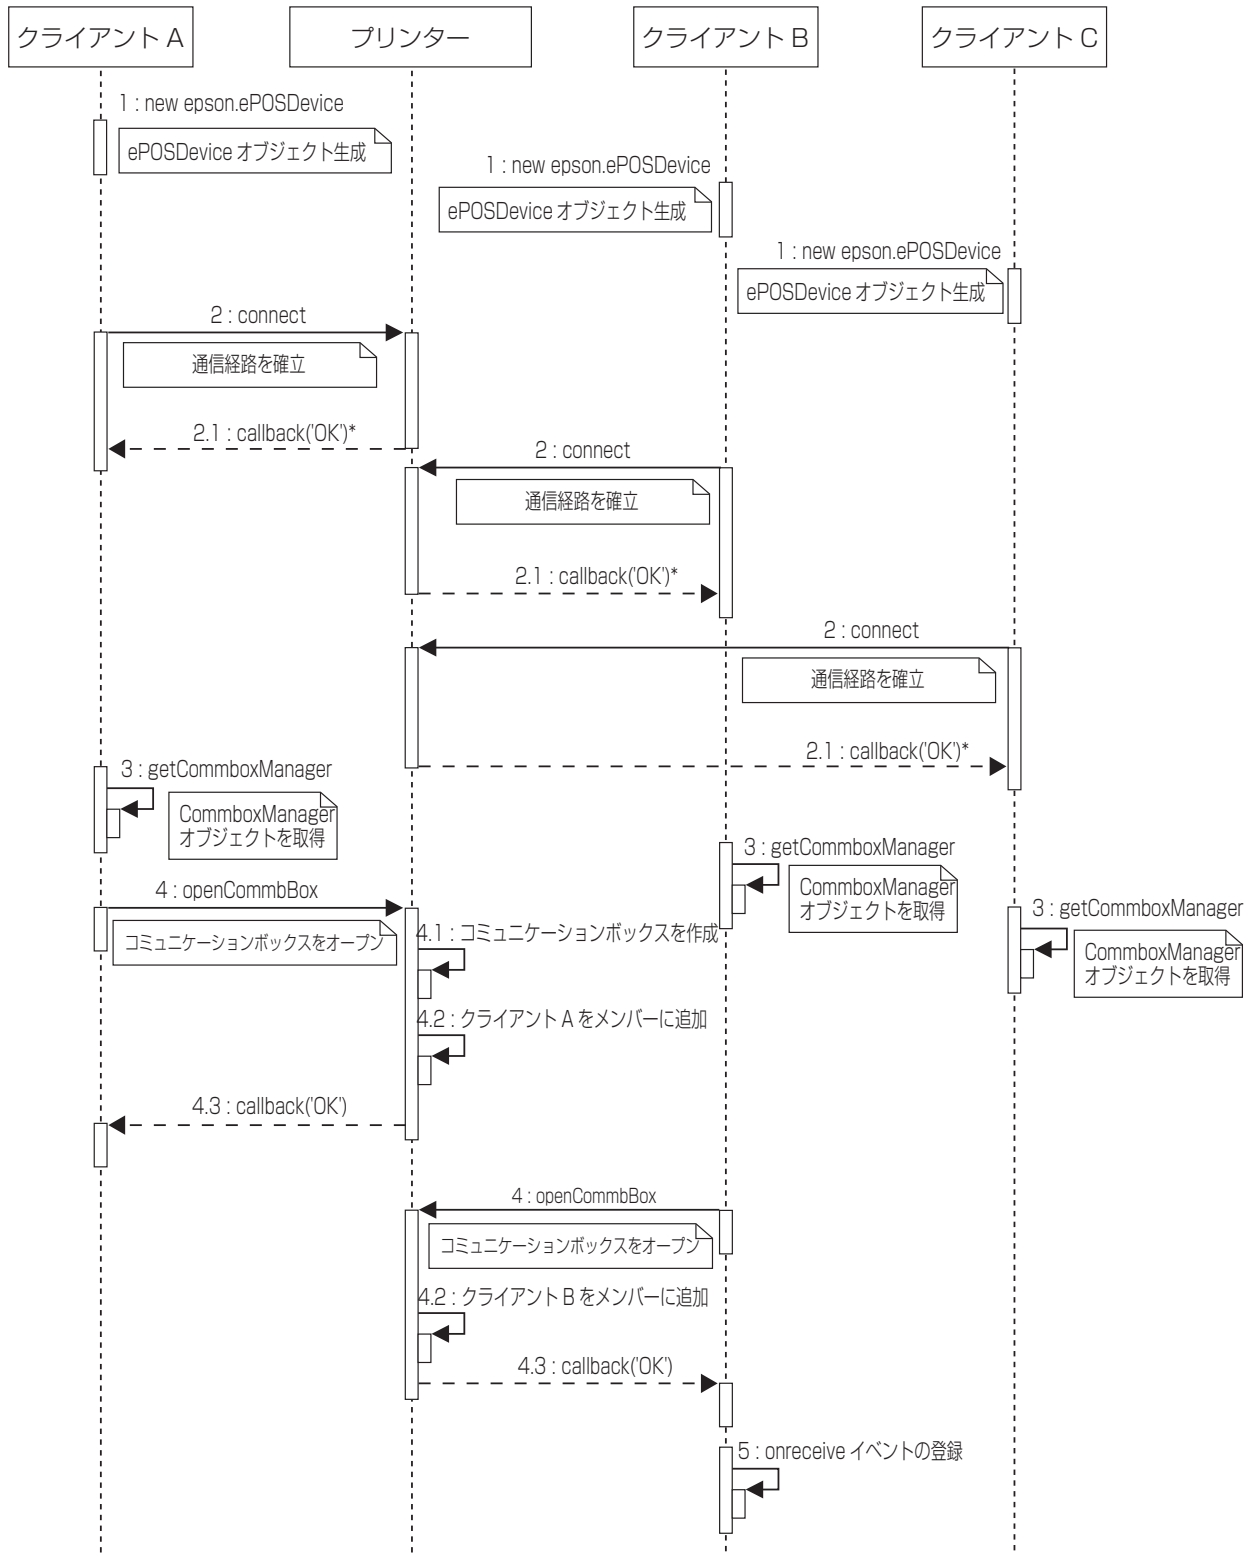 クライアント A
プリンター
クライアント B
クライアント C
1 : new epson.ePOSDevice
ePOSDevice オブジェクト生成
1 : new epson.ePOSDevice
ePOSDevice オブジェクト生成
1 : new epson.ePOSDevice
ePOSDevice オブジェクト生成
2 : connect
通信経路を確立
2.1 : callback('OK')*
2 : connect
通信経路を確立
2.1 : callback('OK')*
2 : connect
通信経路を確立
2.1 : callback('OK')*
3 : getCommboxManager
CommboxManager
オブジェクトを取得
3 : getCommboxManager
CommboxManager
オブジェクトを取得
3 : getCommboxManager
CommboxManager
オブジェクトを取得
4 : openCommbBox
コミュニケーションボックスをオープン
4.1 : コミュニケーションボックスを作成
4.2 : クライアント A をメンバーに追加
4.3 : callback('OK')
4 : openCommbBox
コミュニケーションボックスをオープン
4.2 : クライアント B をメンバーに追加
4.3 : callback('OK')
5 : onreceive イベントの登録